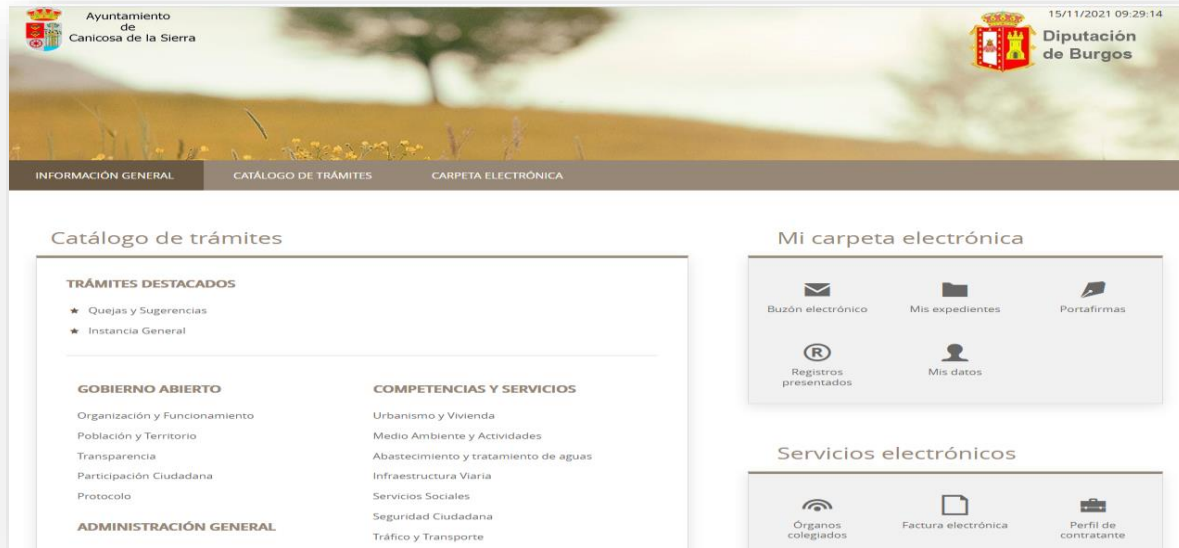 Ayuntamiento
de
Canicosa de la Sierra
15/11/2021 09:29:14
Diputación
de Burgos
INFORMACIÓN GENERAL
CATÁLOGO DE TRÁMITES
CARPETA ELECTRÓNICA
Catálogo de trámites
TRÁMITES DESTACADOS
Quejas y Sugerencias
Instancia General
GOBIERNO ABIERTO
Organización y Funcionamiento
Población y Territorio
Transparencia
Participación Ciudadana
Protocolo
ADMINISTRACIÓN GENERAL
COMPETENCIAS Y SERVICIOS
Urbanismo y Vivienda
Medio Ambiente y Actividades
Abastecimiento y tratamiento de aguas
Infraestructura Viaria
Servicios Sociales
Seguridad Ciudadana
Tráfico y Transporte
Mi carpeta electrónica
Buzón electrónico
Mis expedientes
Portafirmas
R
Registros
presentados
Mis datos
Servicios electrónicos
Órganos
colegiados
Factura electrónica
Perfil de
contratante